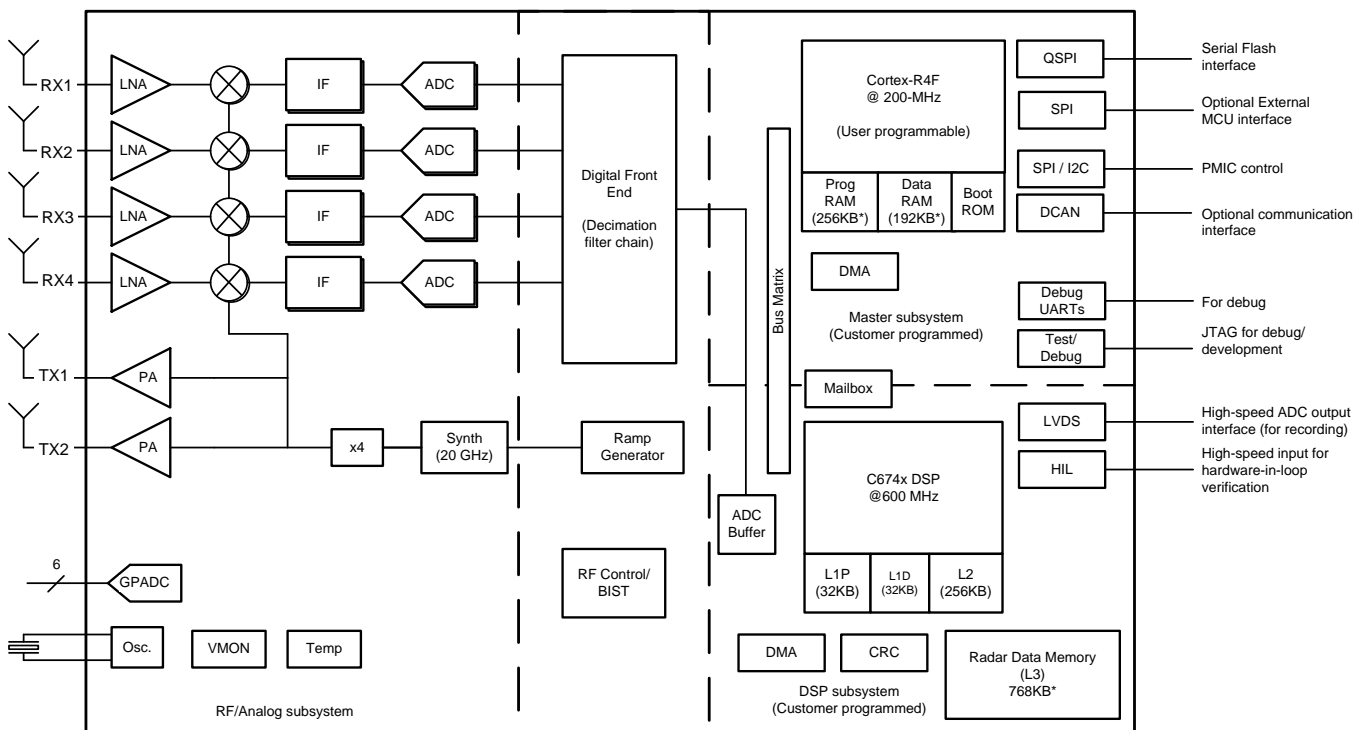 RX1
LNA
IF
ADC
RX2
LNA
IF
ADC
RX3
LNA
IF
ADC
RX4
LNA
IF
ADC
TX1
PA
TX2
PA
x4
Synth
(20 GHz)
Ramp
Generator
Digital Front
End
(Decimation
filter chain)
6
GPADC
Osc.
VMON
Temp
RF/Analog subsystem
RF Control/
BIST
ADC
Buffer
Bus Matrix
Cortex-R4F
@ 200-MHz
(User programmable)
Prog
RAM
(256KB*)
Data
RAM
(192KB*)
Boot
ROM
DMA
Master subsystem
(Customer programmed)
Mailbox
C674x DSP
@600 MHz
L1P
(32KB)
L1D
(32KB)
L2
(256KB)
DMA
CRC
DSP subsystem
(Customer programmed)
Radar Data Memory
(L3)
768KB*
QSPI
Serial Flash
interface
SPI
Optional External
MCU interface
SPI / I2C
PMIC control
DCAN
Optional communication
interface
Debug
UARTs
For debug
Test/
Debug
JTAG for debug/
development
LVDS
High-speed ADC output
interface (for recording)
HIL
High-speed input for
hardware-in-loop
verification